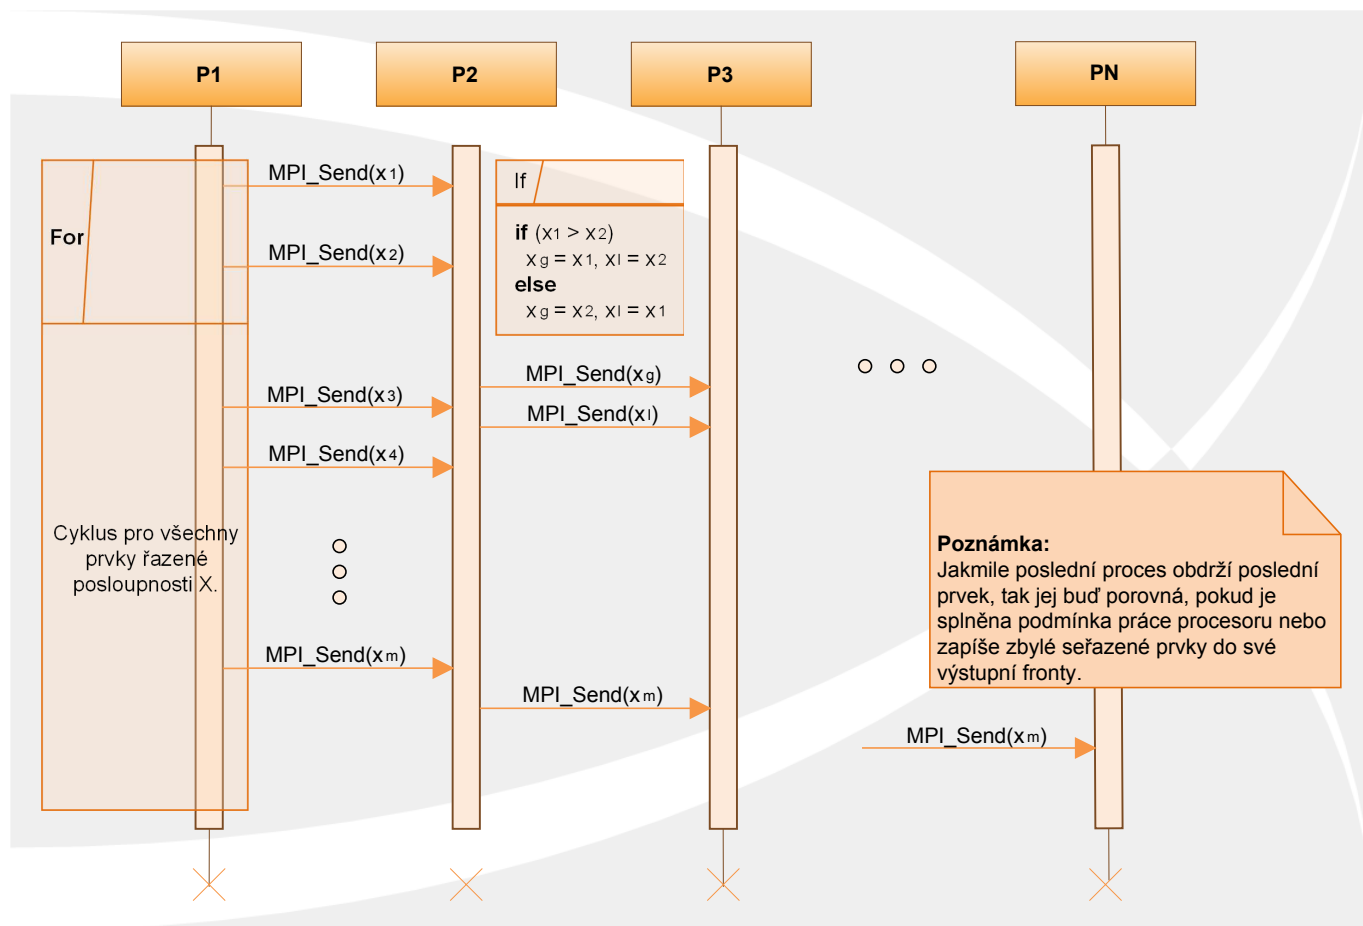 P1
P2
P3
PN
For
MPI_Send(x1)
MPI_Send(x2)
If
if (x1 > x2)
xg = x1, xl = x2
else
xg = x2, xl = x1
MPI_Send(xg)
MPI_Send(xl)
MPI_Send(x3)
MPI_Send(x4)
Cyklus pro všechny
prvky řazené
posloupnosti X.
MPI_Send(xm)
MPI_Send(xm)
Poznámka:
Jakmile poslední proces obdrží poslední
prvek, tak jej buď porovná, pokud je
splněna podmínka práce procesoru nebo
zapíše zbylé seřazené prvky do své
výstupní fronty.
MPI_Send(xm)